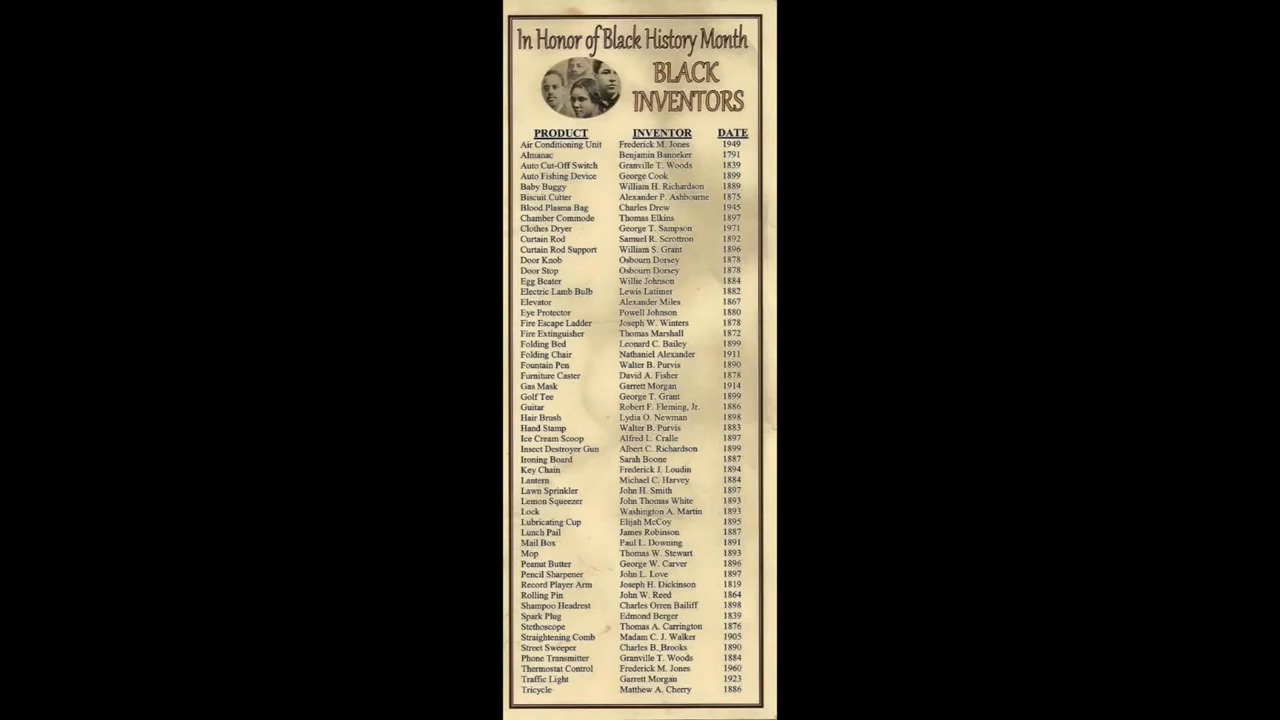 In Honor of Black History Month
BLACK
INVENTORS
PRODUCT INVENTOR DATE
Air Conditioning Unit Frederick M. Jones 1949
Almanac Benjamin Banneker 1791
Auto Cut-Off Switch Granville T. Woods 1839
Auto Fishing Device George Cook 1899
Baby Buggy William H. Richardson 1889
Biscuit Cutter Alexander P. Ashbourne 1875
Blood Plasma Bag Charles Drew 1945
Chamber Commode Thomas Elkins 1897
Clothes Dryer George T. Sampson 1971
Curtain Rod Samuel R. Scrottron 1892
Curtain Rod Support William S. Grant 1896
Door Knob Osbourn Dorsey 1878
Door Stop Osbourn Dorsey 1878
Egg Beater Willie Johnson 1884
Electric Lamb Bulb Lewis Latimer 1882
Elevator Alexander Miles 1867
Eye Protector Powell Johnson 1880
Fire Escape Ladder Joseph W. Winters 1878
Fire Extinguisher Thomas Marshall 1872
Folding Bed Leonard C. Bailey 1899
Folding Chair Nathaniel Alexander 1911
Fountain Pen Walter B. Purvis 1890
Furniture Caster David A. Fisher 1878
Gas Mask Garrett Morgan 1914
Golf Tee George T. Grant 1899
Guitar Robert F. Fleming, Jr. 1886
Hair Brush Lydia O. Newman 1898
Hand Stamp Walter B. Purvis 1883
Ice Cream Scoop Alfred L. Cralle 1897
Insect Destroyer Gun Albert C. Richardson 1899
Ironing Board Sarah Boone 1887
Key Chain Frederick J. Loudin 1894
Lantern Michael C. Harvey 1884
Lawn Sprinkler John H. Smith 1897
Lemon Squeezer John Thomas White 1893
Lock Washington A. Martin 1893
Lubricating Cup Elijah McCoy 1895
Lunch Pail James Robinson 1887
Mail Box Paul L. Downing 1891
Mop Thomas W. Stewart 1893
Peanut Butter George W. Carver 1896
Pencil Sharpener John L. Love 1897
Record Player Arm Joseph H. Dickinson 1819
Rolling Pin John W. Reed 1864
Shampoo Headrest Charles Orren Bailiff 1898
Spark Plug Edmond Berger 1839
Stethoscope Thomas A. Carrington 1876
Straightening Comb Madam C. J. Walker 1905
Street Sweeper Charles B. Brooks 1890
Phone Transmitter Granville T. Woods 1884
Thermostat Control Frederick M. Jones 1960
Traffic Light Garrett Morgan 1923
Tricycle Matthew A. Cherry 1886